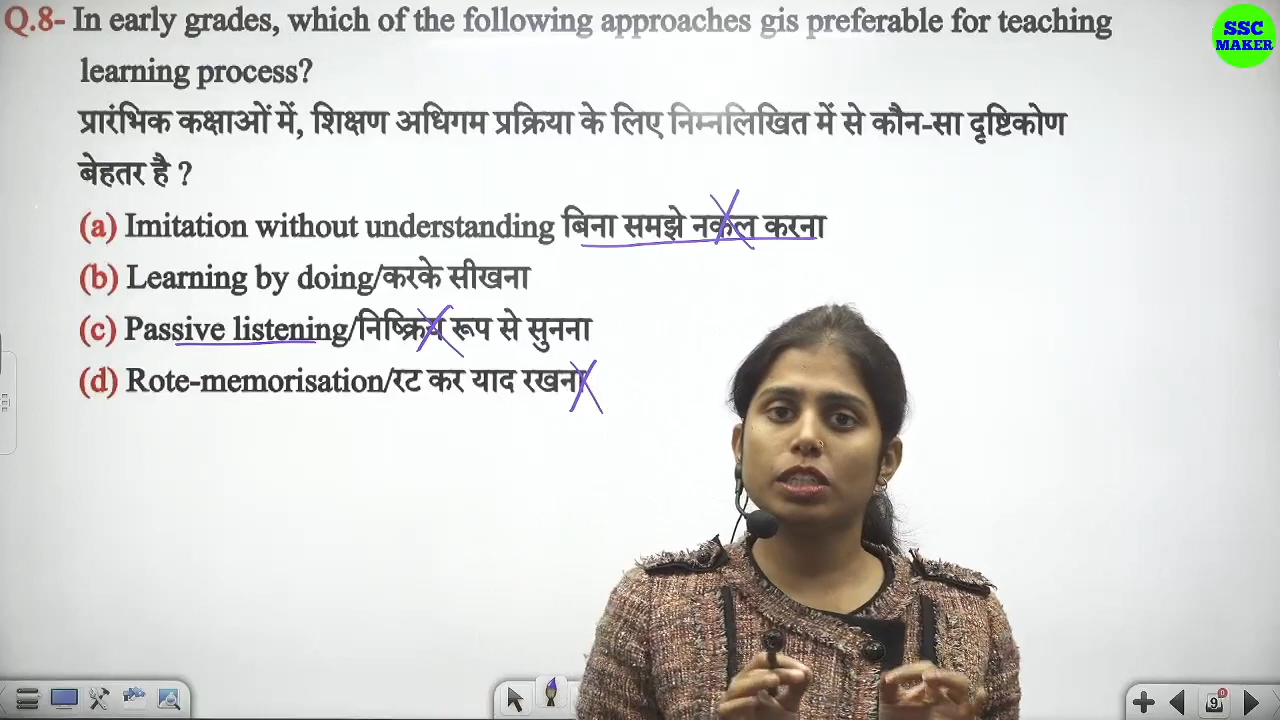 Q.8- In early grades, which of the following approaches gis preferable for teaching
learning process?
प्रारंभिक कक्षाओं में, शिक्षण अधिगम प्रक्रिया के लिए निम्नलिखित में से कौन-सा दृष्टिकोण
बेहतर है ?
(a) Imitation without understanding बिना समझे नकल करना
(b) Learning by doing/करके सीखना
(c) Passive listening/निष्क्रिय रूप से सुनना
(d) Rote-memorisation/रट कर याद रखना
SSC
MAKER
9
0